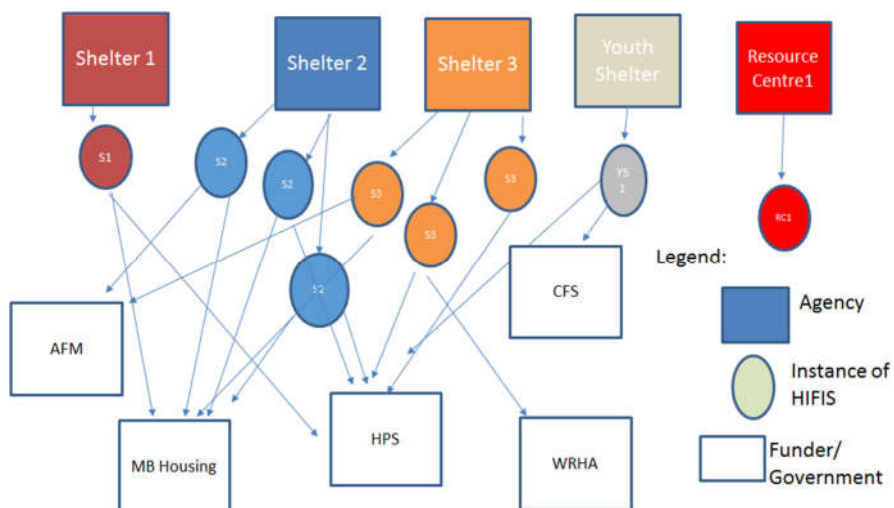 Shelter 1
Shelter 2
Shelter 3
Youth
Shelter
Resource
Centre1
S1
S2
S2
S3
S3
YS
1
S3
RC1
S2
Legend:
CFS
Agency
AFM
Instance of
HIFIS
HPS
MB Housing
WRHA
Funder/
Government